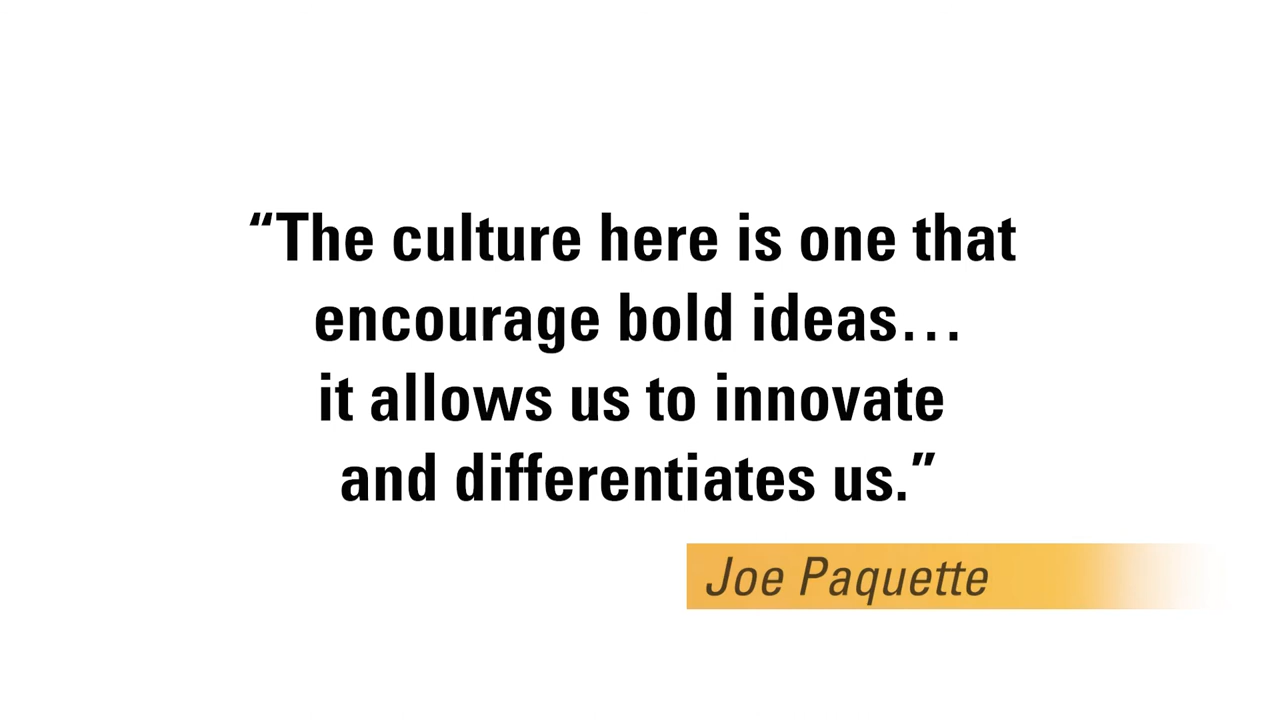 “The culture here is one that
encourage bold ideas…
it allows us to innovate
and differentiates us.”
Joe Paquette